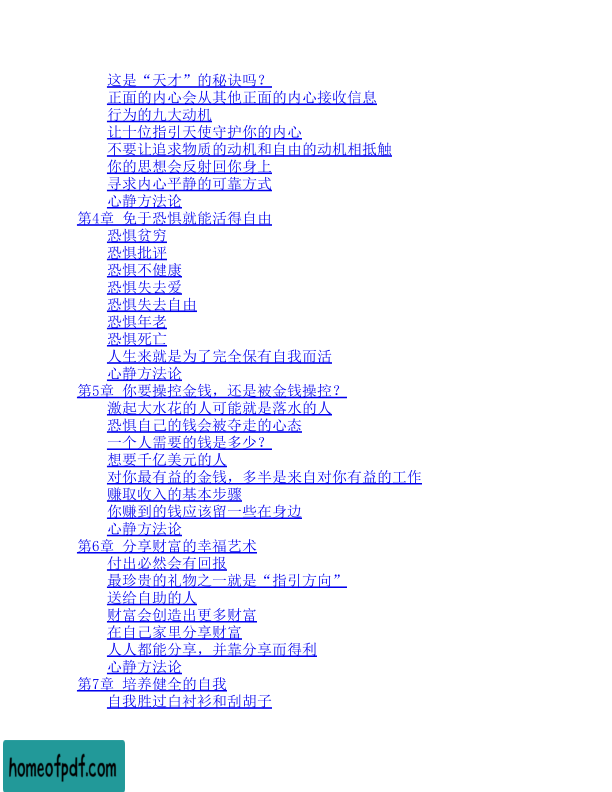 这是“天才”的秘诀吗？
正面的内心会从其他正面的内心接收信息
行为的九大动机
让十位指引天使守护你的内心
不要让追求物质的动机和自由的动机相抵触
你的思想会反射回你身上
寻求内心平静的可靠方式
心静方法论
第4章 免于恐惧就能活得自由
恐惧贫穷
恐惧批评
恐惧不健康
恐惧失去爱
恐惧失去自由
恐惧年老
恐惧死亡
人生来就是为了完全保有自我而活
心静方法论
第5章 你要操控金钱，还是被金钱操控？
激起大水花的人可能就是落水的人
恐惧自己的钱会被夺走的心态
一个人需要的钱是多少？
想要千亿美元的人
对你最有益的金钱，多半是来自对你有益的工作
赚取收入的基本步骤
你赚到的钱应该留一些在身边
心静方法论
第6章 分享财富的幸福艺术
付出必然会有回报
最珍贵的礼物之一就是“指引方向”
送给自助的人
财富会创造出更多财富
在自己家里分享财富
人人都能分享，并靠分享而得利
心静方法论
第7章 培养健全的自我
自我胜过白衬衫和刮胡子
homeofpdf.com